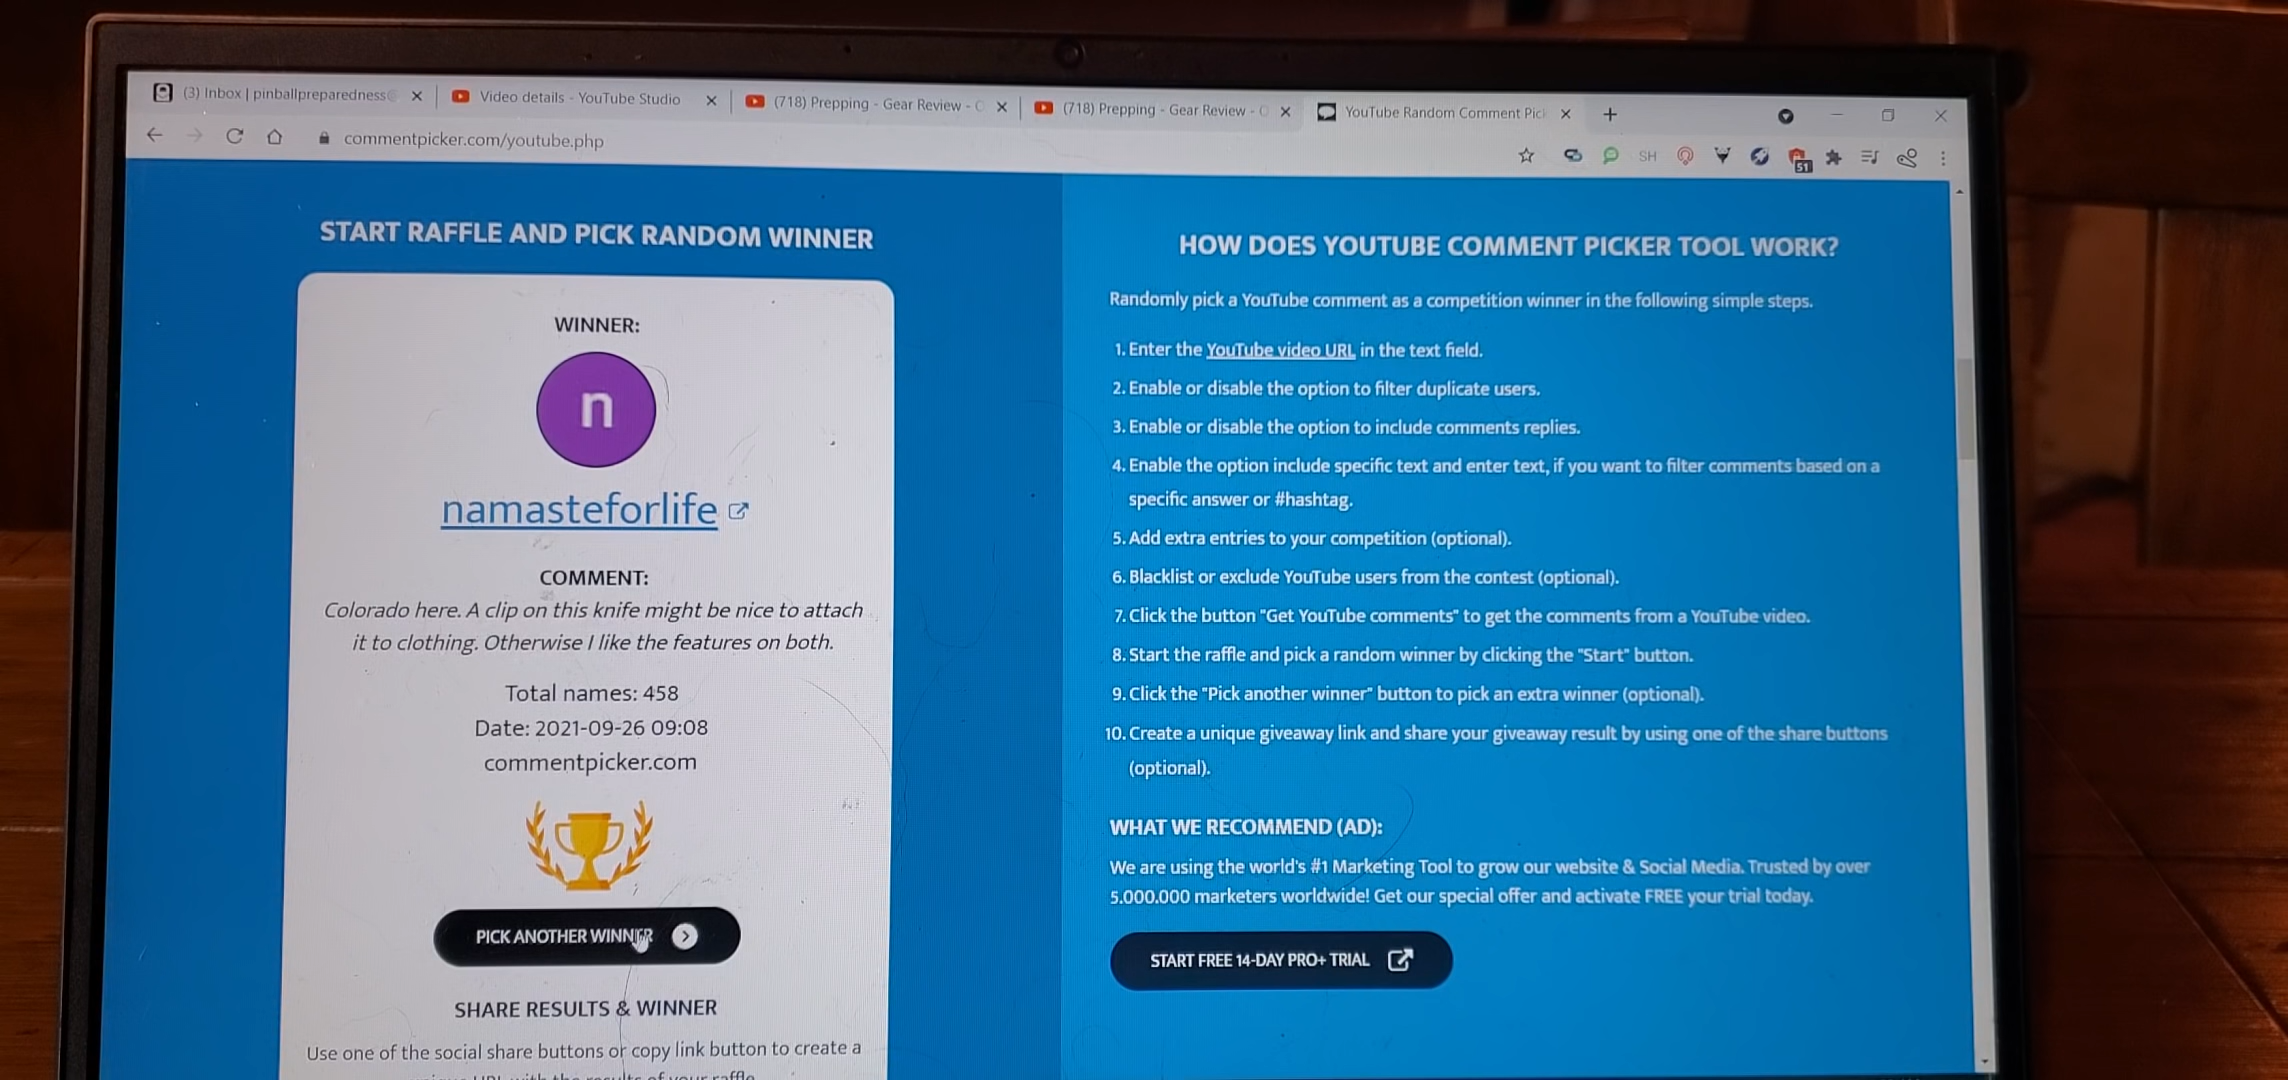 (3) Inbox | pinballpreparedness
Video details - YouTube Studio
(718) Prepping - Gear Review -
(718) Prepping - Gear Review -
YouTube Random Comment Pic
commentpicker.com/youtube.php
SH
51
START RAFFLE AND PICK RANDOM WINNER
WINNER:
n
namasteforlife
COMMENT:
Colorado here. A clip on this knife might be nice to attach
it to clothing. Otherwise I like the features on both.
Total names: 458
Date: 2021-09-26 09:08
commentpicker.com
PICK ANOTHER WINNER
SHARE RESULTS & WINNER
Use one of the social share buttons or copy link button to create a
unique URL with the results of your raffle
HOW DOES YOUTUBE COMMENT PICKER TOOL WORK?
Randomly pick a YouTube comment as a competition winner in the following simple steps.
1. Enter the YouTube video URL in the text field.
2. Enable or disable the option to filter duplicate users.
3. Enable or disable the option to include comments replies.
4. Enable the option include specific text and enter text, if you want to filter comments based on a
specific answer or #hashtag.
5. Add extra entries to your competition (optional).
6. Blacklist or exclude YouTube users from the contest (optional).
7. Click the button "Get YouTube comments" to get the comments from a YouTube video.
8. Start the raffle and pick a random winner by clicking the "Start" button.
9. Click the "Pick another winner" button to pick an extra winner (optional).
10. Create a unique giveaway link and share your giveaway result by using one of the share buttons
(optional).
WHAT WE RECOMMEND (AD):
We are using the world's #1 Marketing Tool to grow our website & Social Media. Trusted by over
5.000.000 marketers worldwide! Get our special offer and activate FREE your trial today.
START FREE 14-DAY PRO+ TRIAL